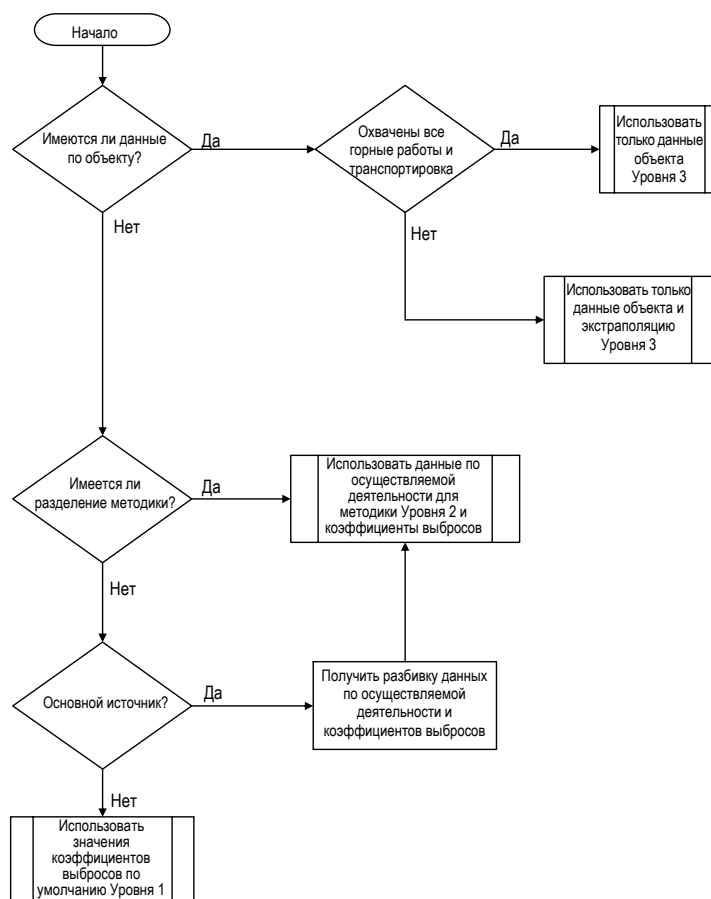 Начало
Имеются ли данные
по объекту?
Да
Охвачены все
горные работы и
транспортировка
Да
Использовать
только данные
объекта
Уровня 3
Нет
Нет
Использовать только
данные объекта и
экстраполяцию
Уровня 3
Имеется ли
разделение методики?
Да
Использовать данные по
осуществляемой
деятельности для
методики Уровня 2 и
коэффициенты выбросов
Нет
Основной источник?
Да
Получить разбивку данных
по осуществляемой
деятельности и
коэффициентов выбросов
Нет
Использовать
значения
коэффициентов
выбросов по
умолчанию Уровня 1